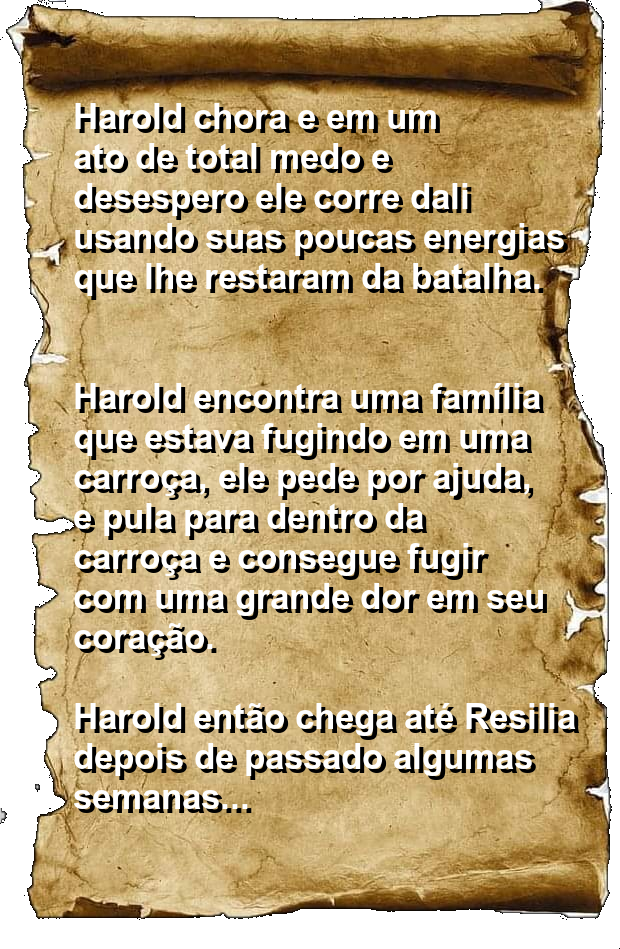 Harold chora e em um
ato de total medo e
desespero ele corre dali
usando suas poucas energias
que lhe restaram da batalha.
Harold encontra uma família
que estava fugindo em uma
carroça, ele pede por ajuda,
e pula para dentro da
carroça e consegue fugir
com uma grande dor em seu
coração.
Harold então chega até Resilia
depois de passado algumas
semanas...